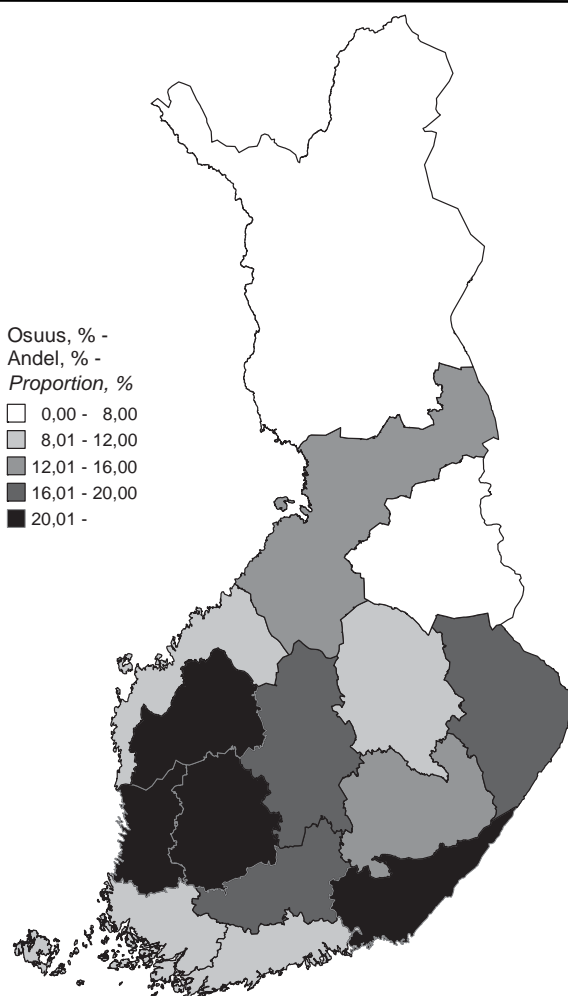 Osuus, % -
Andel, % -
Proportion, %
0,00 - 8,00
8,01 - 12,00
12,01 - 16,00
16,01 - 20,00
20,01 -